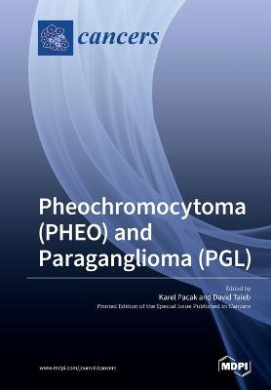 cancers
Pheochromocytoma
(PHEO) and
Paraganglioma (PGL)
Edited by
Karel Pacak and David Taïeb
Printed Edition of the Special Issue Published in Cancers
www.mdpi.com/journal/cancers
MDPI